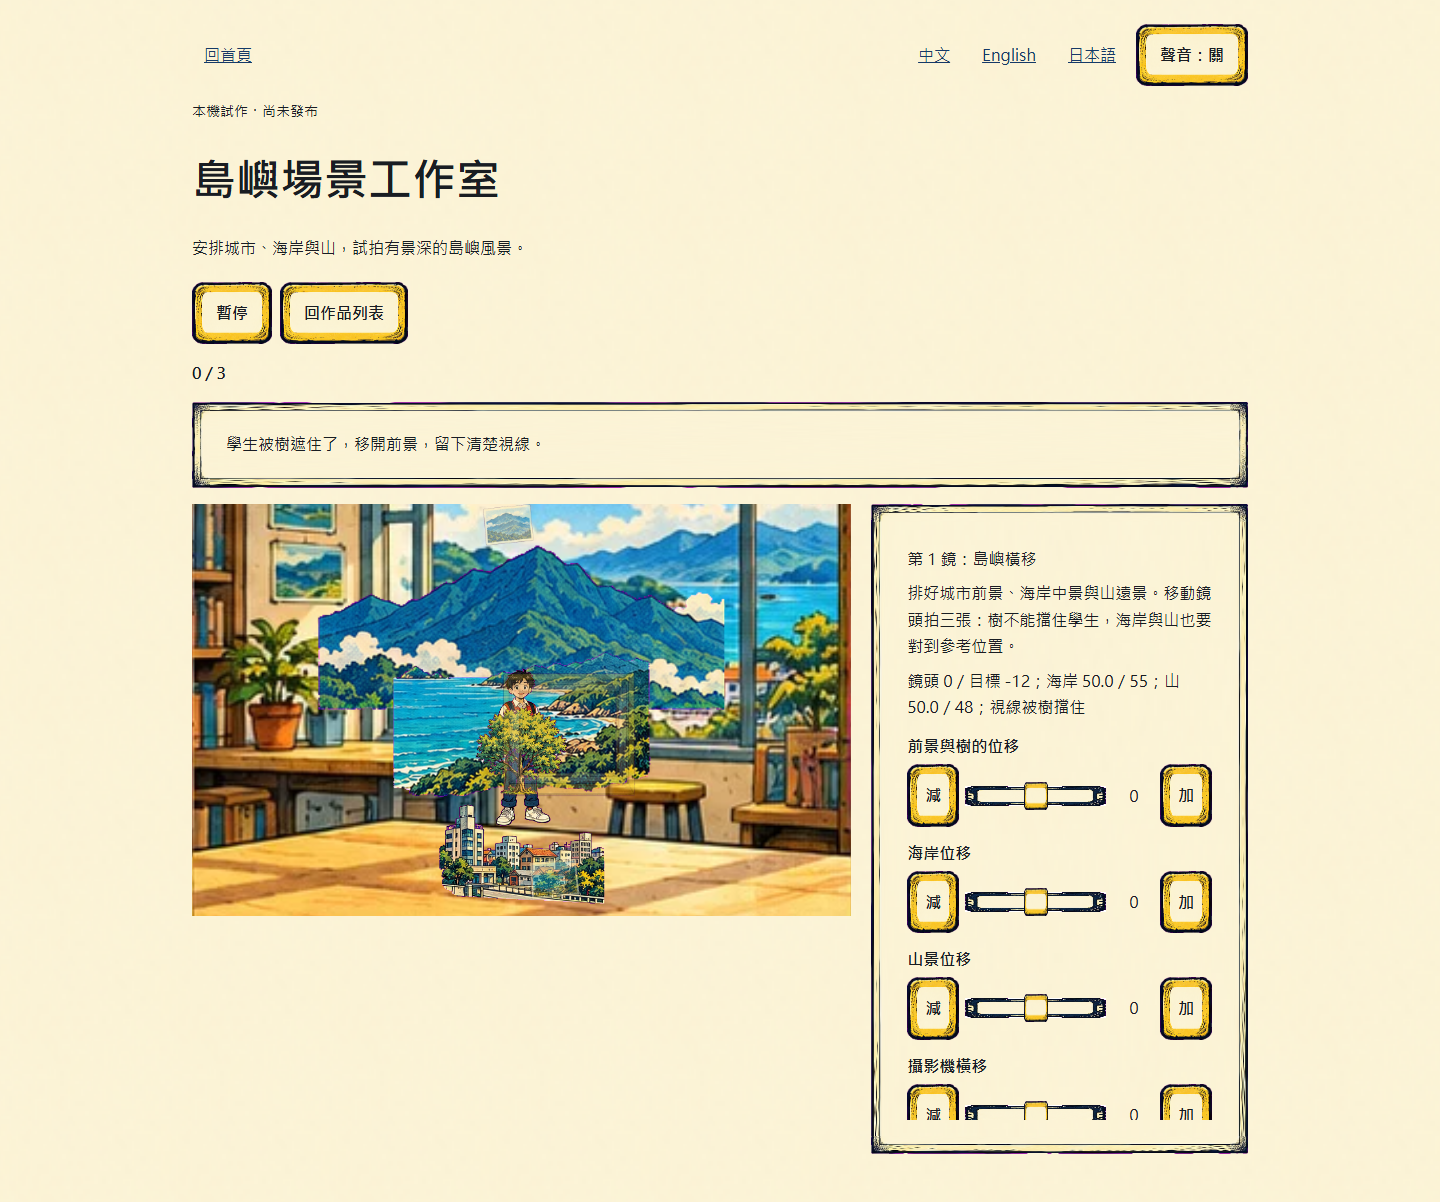 回首頁
中文 English 日本語 聲音：關
本機試作・尚未發布
島嶼場景工作室
安排城市、海岸與山，試拍有景深的島嶼風景。
暫停 回作品列表
0 / 3
學生被樹遮住了，移開前景，留下清楚視線。
第 1 鏡：島嶼橫移
排好城市前景、海岸中景與山遠景。移動鏡
頭拍三張：樹不能擋住學生，海岸與山也要
對到參考位置。
鏡頭 0 / 目標 -12；海岸 50.0 / 55；山
50.0 / 48；視線被樹擋住
前景與樹的位移
減 0 加
海岸位移
減 0 加
山景位移
減 0 加
攝影機橫移
減 0 加